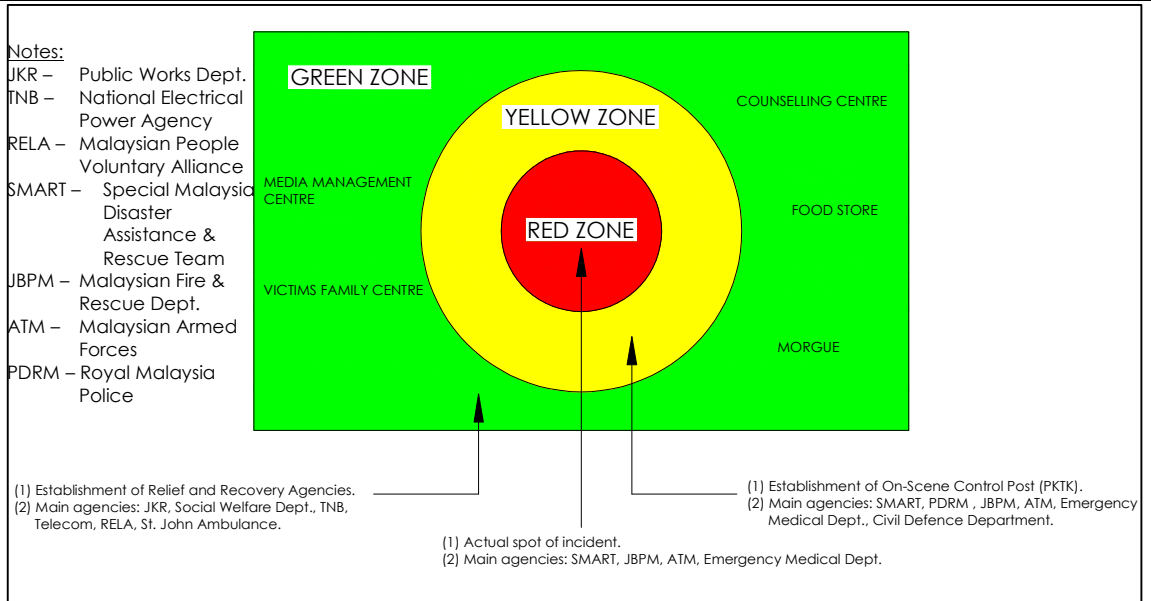 Notes:
JKR – Public Works Dept.
TNB – National Electrical
Power Agency
RELA – Malaysian People
Voluntary Alliance
SMART – Special Malaysia
Disaster
Assistance &
Rescue Team
JBPM – Malaysian Fire &
Rescue Dept.
ATM – Malaysian Armed
Forces
PDRM – Royal Malaysia
Police
GREEN ZONE
YELLOW ZONE
RED ZONE
MEDIA MANAGEMENT
CENTRE
VICTIMS FAMILY CENTRE
COUNSELLING CENTRE
FOOD STORE
MORGUE
(1) Establishment of Relief and Recovery Agencies.
(2) Main agencies: JKR, Social Welfare Dept., TNB,
Telecom, RELA, St. John Ambulance.
(1) Actual spot of incident.
(2) Main agencies: SMART, JBPM, ATM, Emergency Medical Dept.
(1) Establishment of On-Scene Control Post (PKTK).
(2) Main agencies: SMART, PDRM , JBPM, ATM, Emergency
Medical Dept., Civil Defence Department.